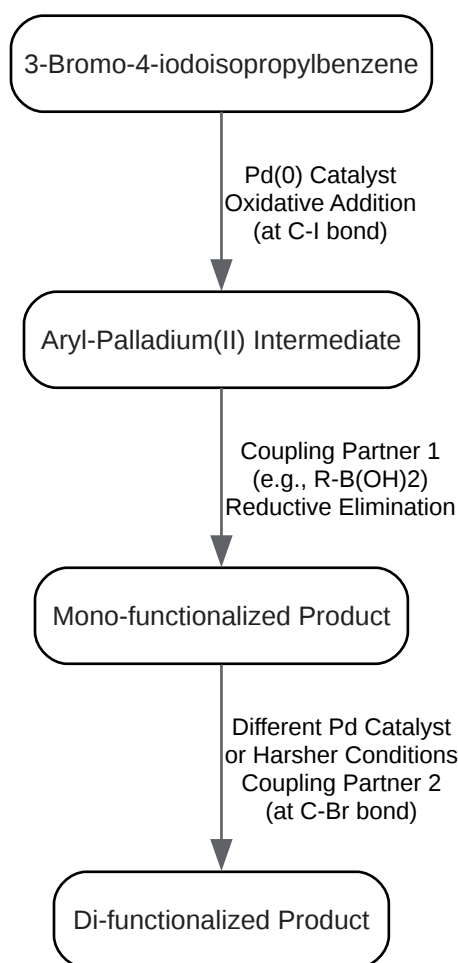 3-Bromo-4-iodoisopropylbenzene
Pd(0) Catalyst
Oxidative Addition
(at C-I bond)
Aryl-Palladium(II) Intermediate
Coupling Partner 1
(e.g., R-B(OH)2)
Reductive Elimination
Mono-functionalized Product
Different Pd Catalyst
or Harsher Conditions
Coupling Partner 2
(at C-Br bond)
Di-functionalized Product